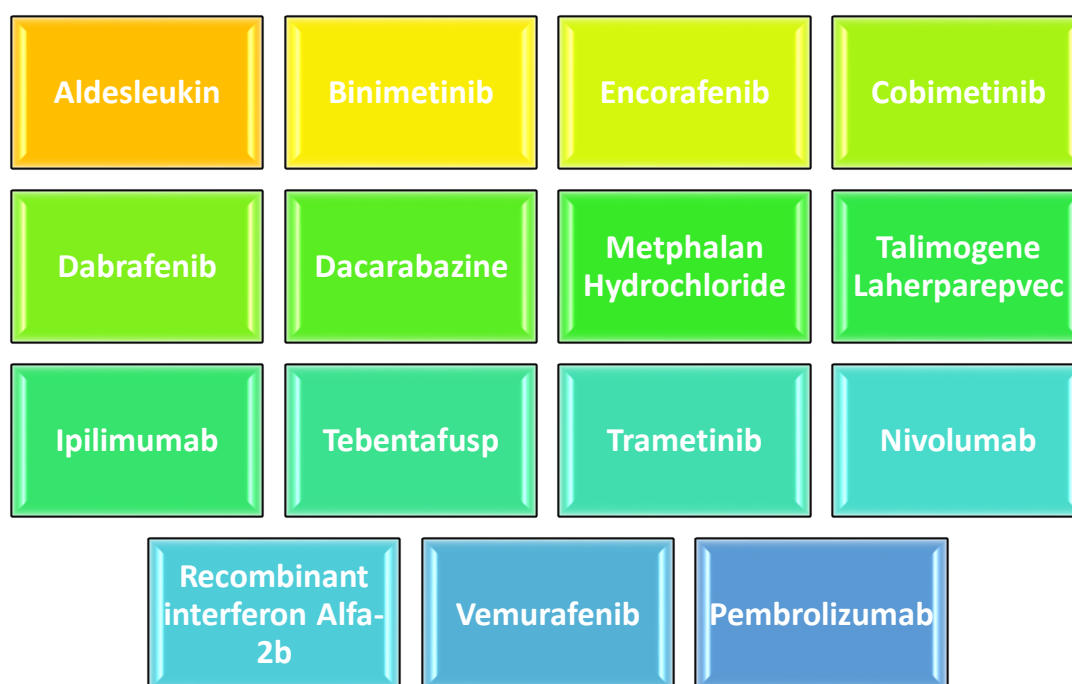 Aldesleukin
Binimetinib
Encorafenib
Cobimetinib
Dabrafenib
Dacarabazine
Metphalan
Hydrochloride
Talimogene
Laherparepvec
Ipilimumab
Tebentafusp
Trametinib
Nivolumab
Recombinant
interferon Alfa-
2b
Vemurafenib
Pembrolizumab